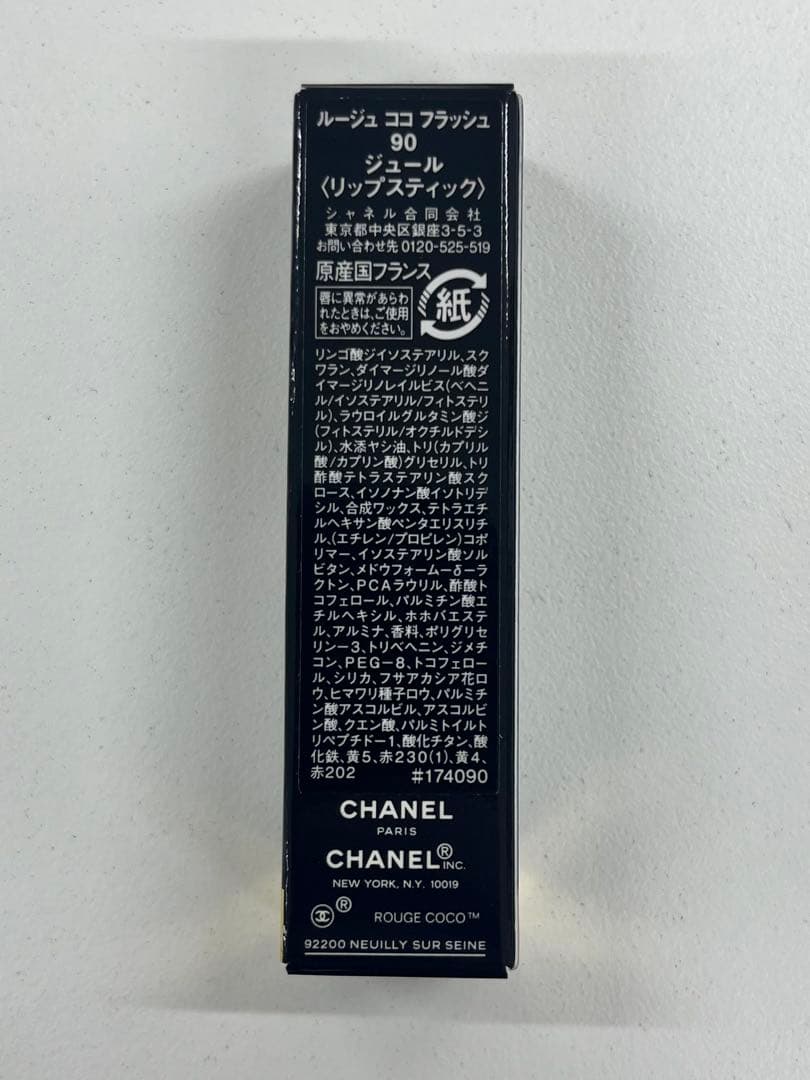 ルージュ ココ フラッシュ
90
ジュール
〈リップスティック〉
シャネル合同会社
東京都中央区銀座3-5-3
お問い合わせ先 0120-525-519
原産国フランス
唇に異常があらわ
れたときは、ご使用
をおやめください。
紙
リンゴ酸ジイソステアリル、スク
ワラン、ダイマージリノール酸ダ
イマージリノレイルビス(ベヘニ
ル/イソステアリル/フィトステリ
ル)、ラウロイルグルタミン酸ジ
(フィトステリル/オクチルドデシ
ル)、水添ヤシ油、トリ(カプリル
酸/カプリン酸)グリセリル、トリ
酢酸テトラステアリン酸スク
ロース、イソノナン酸イソトリデ
シル、合成ワックス、テトラエチ
ルヘキサン酸ペンタエリスリチ
ル、(エチレン/プロピレン)コポ
リマー、イソステアリン酸ソル
ビタン、メドウフォーム-δ-ラ
クトン、PCAラウリル、酢酸ト
コフェロール、パルミチン酸エ
チルヘキシル、ホホバエステ
ル、アルミナ、香料、ポリグリセ
リン-3、トリベヘニン、ジメチ
コン、PEG-8、トコフェロー
ル、シリカ、フサアカシア花ロ
ウ、ヒマワリ種子ロウ、パルミチ
ン酸アスコルビル、アスコルビ
ン酸、クエン酸、パルミトイルト
リペプチド-1、酸化チタン、酸
化鉄、黄5、赤230(1)、黄4、
赤202 #174090
CHANEL
PARIS
CHANEL® INC.
NEW YORK, N.Y. 10019
® ROUGE COCO™
92200 NEUILLY SUR SEINE